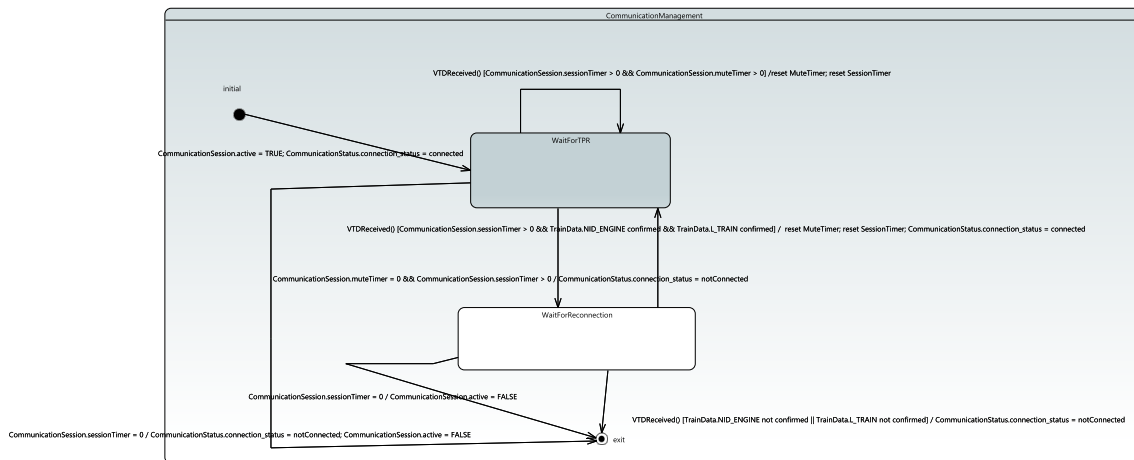 CommunicationManagement
VTDReceived() [CommunicationSession.sessionTimer > 0 && CommunicationSession.muteTimer > 0] /reset MuteTimer; reset SessionTimer
initial
WaitForTPR
CommunicationSession.active = TRUE; CommunicationStatus.connection_status = connected
VTDReceived() [CommunicationSession.sessionTimer > 0 && TrainData.NID_ENGINE confirmed && TrainData.L_TRAIN confirmed] / reset MuteTimer; reset SessionTimer; CommunicationStatus.connection_status = connected
CommunicationSession.muteTimer = 0 && CommunicationSession.sessionTimer > 0 / CommunicationStatus.connection_status = notConnected
WaitForReconnection
CommunicationSession.sessionTimer = 0 / CommunicationSession.active = FALSE
VTDReceived() [TrainData.NID_ENGINE not confirmed || TrainData.L_TRAIN not confirmed] / CommunicationStatus.connection_status = notConnected
CommunicationSession.sessionTimer = 0 / CommunicationStatus.connection_status = notConnected; CommunicationSession.active = FALSE
exit